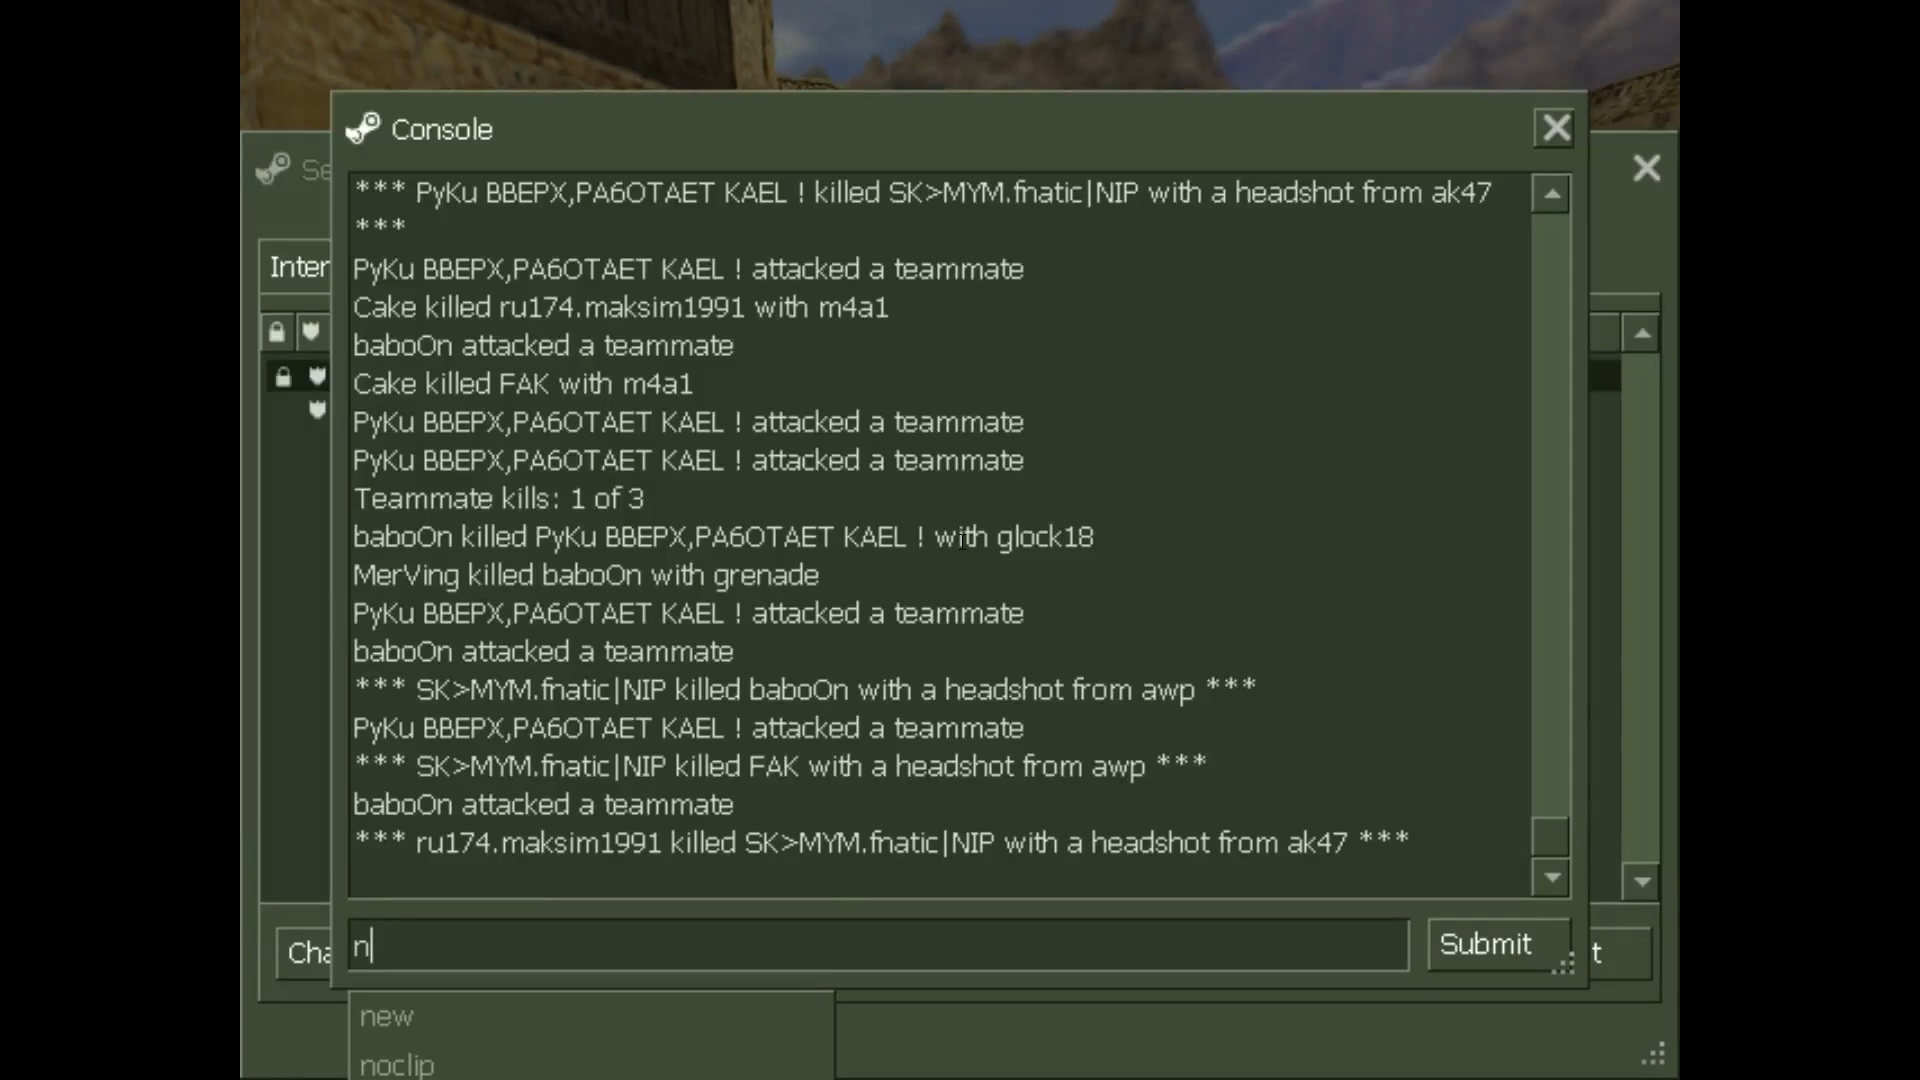 Console
Se
*** PyKu BBEPX,PA6OTAET KAEL ! killed SK>MYM.fnatic|NIP with a headshot from ak47
***
Inter
PyKu BBEPX,PA6OTAET KAEL ! attacked a teammate
Cake killed ru174.maksim1991 with m4a1
baboOn attacked a teammate
Cake killed FAK with m4a1
PyKu BBEPX,PA6OTAET KAEL ! attacked a teammate
PyKu BBEPX,PA6OTAET KAEL ! attacked a teammate
Teammate kills: 1 of 3
baboOn killed PyKu BBEPX,PA6OTAET KAEL ! with glock18
MerVing killed baboOn with grenade
PyKu BBEPX,PA6OTAET KAEL ! attacked a teammate
baboOn attacked a teammate
*** SK>MYM.fnatic|NIP killed baboOn with a headshot from awp ***
PyKu BBEPX,PA6OTAET KAEL ! attacked a teammate
*** SK>MYM.fnatic|NIP killed FAK with a headshot from awp ***
baboOn attacked a teammate
*** ru174.maksim1991 killed SK>MYM.fnatic|NIP with a headshot from ak47 ***
Cha
n
Submit
t
new
noclip